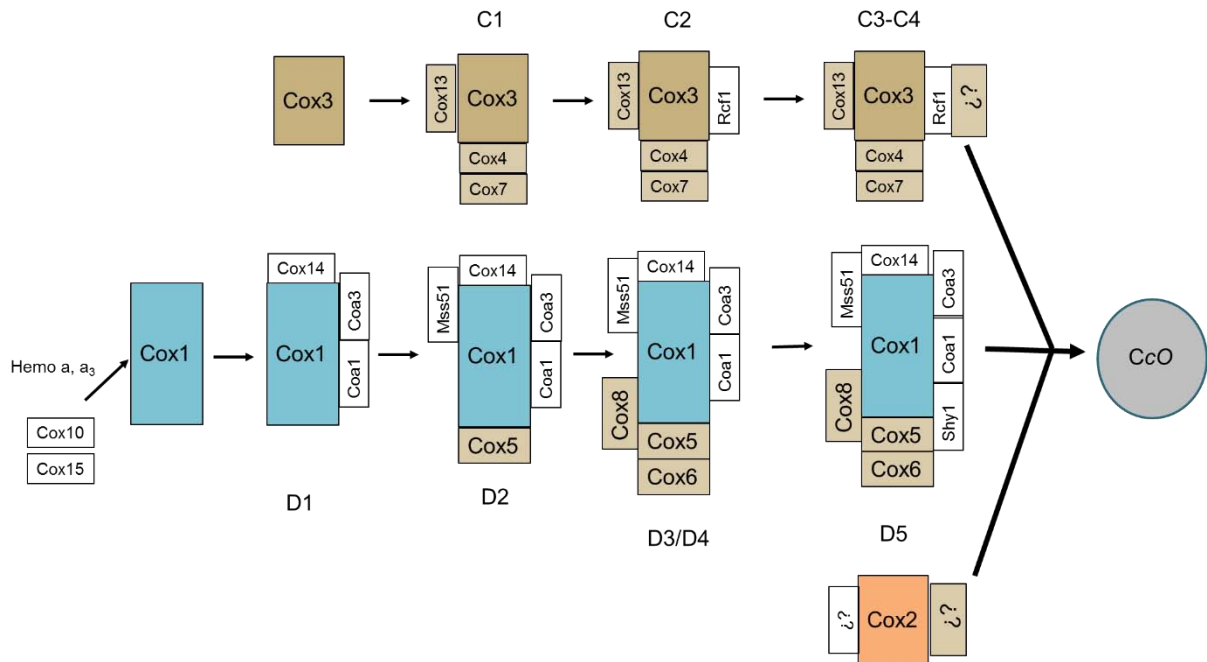 C1
C2
C3-C4
Cox3
Cox13
Cox3
Cox4
Cox7
Cox13
Cox3
Rcf1
Cox4
Cox7
Cox13
Cox3
Rcf1
¿?
Cox4
Cox7
Hemo a, a₃
Cox10
Cox15
Cox1
Cox14
Cox1
Coa3
Coa1
D1
Mss51
Cox14
Cox1
Coa3
Coa1
Cox5
D2
Mss51
Cox14
Cox1
Coa3
Coa1
Cox8
Cox5
Cox6
D3/D4
Mss51
Cox14
Cox1
Coa3
Coa1
Shy1
Cox8
Cox5
Cox6
D5
CcO
¿?
Cox2
¿?